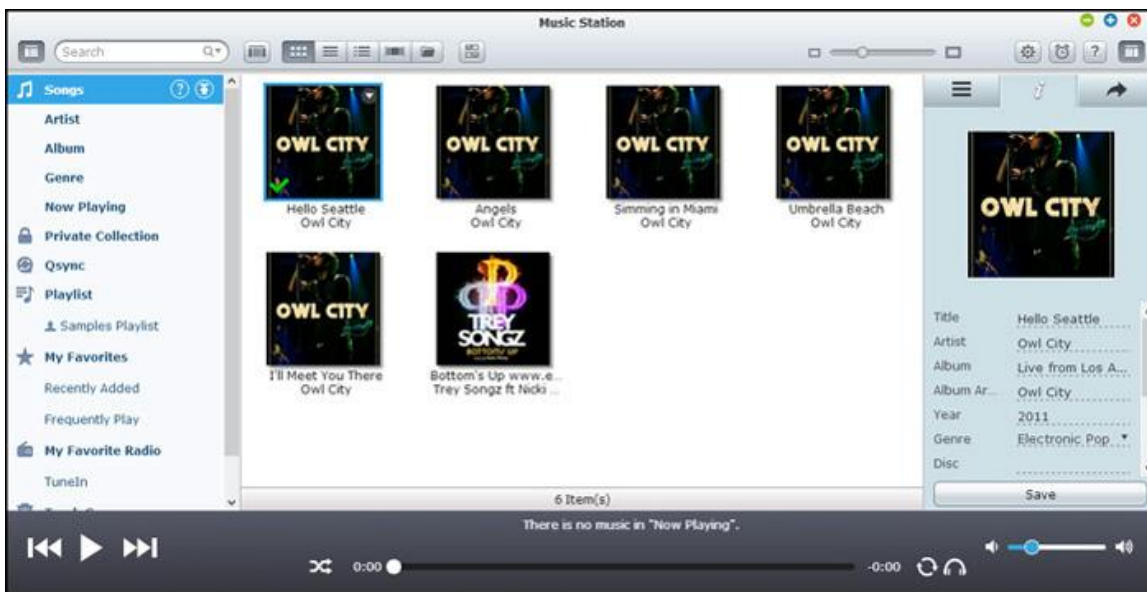 Music Station
Search
Songs
Artist
Album
Genre
Now Playing
Private Collection
Qsync
Playlist
Samples Playlist
My Favorites
Recently Added
Frequently Play
My Favorite Radio
TuneIn
OWL CITY
Hello Seattle
Owl City
OWL CITY
Angels
Owl City
OWL CITY
Simming in Miami
Owl City
OWL CITY
Umbrella Beach
Owl City
OWL CITY
I'll Meet You There
Owl City
TREY
SONGZ
BOTTOMS UP
Bottom's Up www.e...
Trey Songz ft Nicki ...
6 Item(s)
OWL CITY
Title Hello Seattle
Artist Owl City
Album Live from Los A...
Album Ar... Owl City
Year 2011
Genre Electronic Pop
Disc
Save
There is no music in "Now Playing".
0:00
-0:00